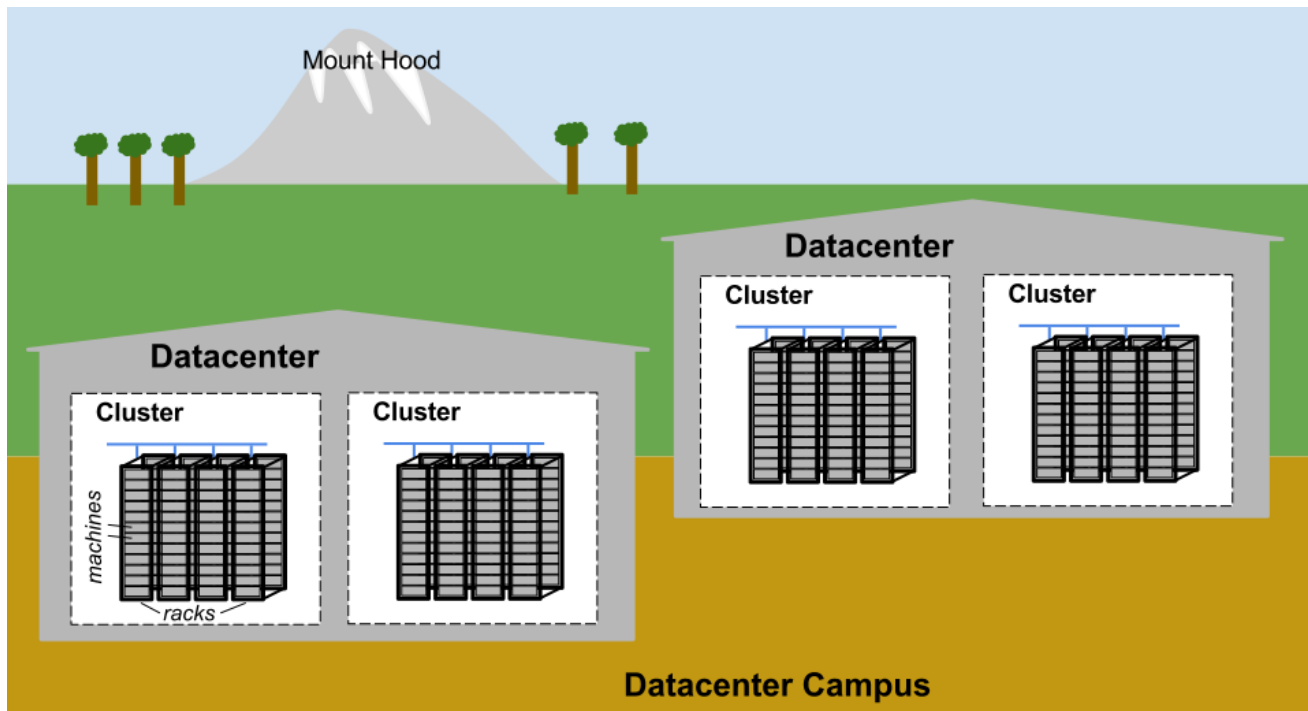 Mount Hood
Datacenter
Cluster
Cluster
Datacenter
Cluster
Cluster
machines
racks
Datacenter Campus